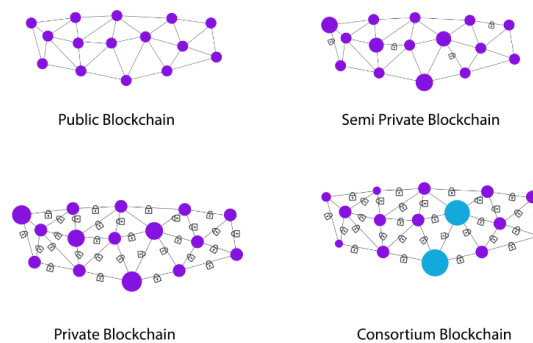 Public Blockchain
Semi Private Blockchain
Private Blockchain
Consortium Blockchain